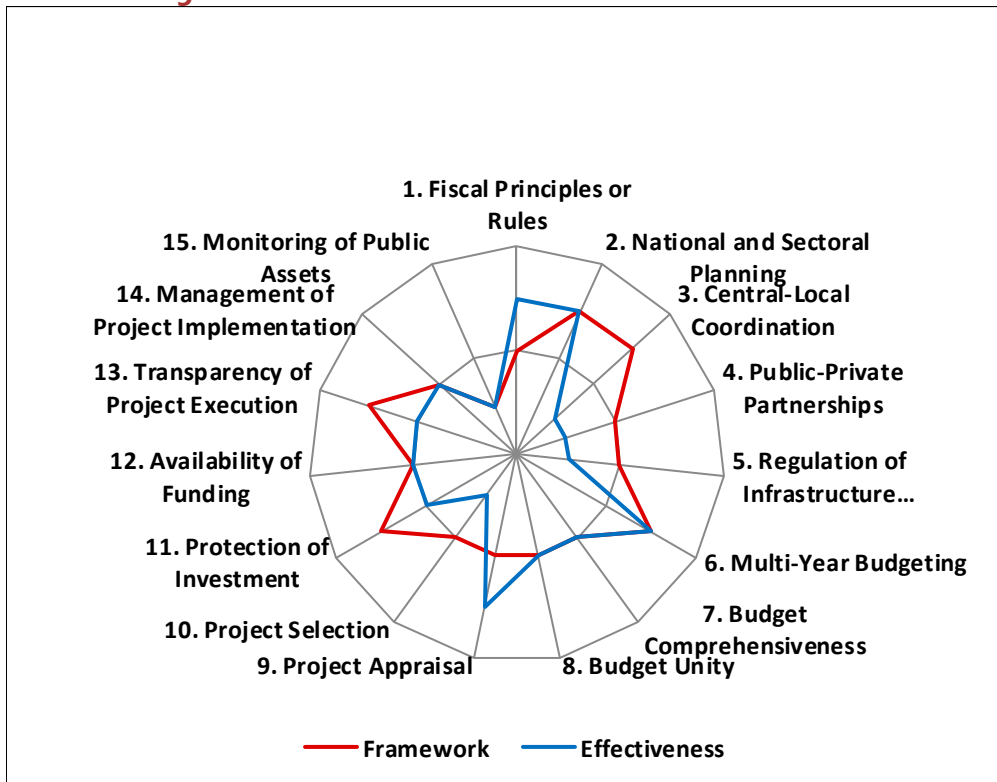 1. Fiscal Principles or
Rules
2. National and Sectoral
Planning
3. Central-Local
Coordination
4. Public-Private
Partnerships
5. Regulation of
Infrastructure...
6. Multi-Year Budgeting
7. Budget
Comprehensiveness
8. Budget Unity
9. Project Appraisal
10. Project Selection
11. Protection of
Investment
12. Availability of
Funding
13. Transparency of
Project Execution
14. Management of
Project Implementation
15. Monitoring of Public
Assets
Framework
Effectiveness